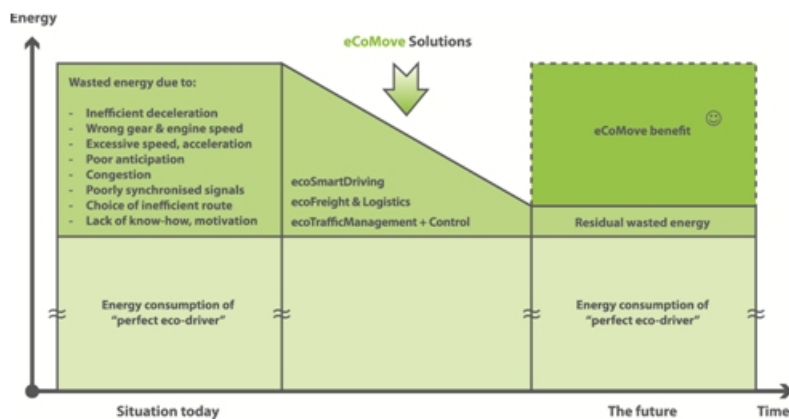 Energy
eCoMove Solutions
Wasted energy due to:
- Inefficient deceleration
- Wrong gear & engine speed
- Excessive speed, acceleration
- Poor anticipation
- Congestion
- Poorly synchronised signals
- Choice of inefficient route
- Lack of know-how, motivation
ecoSmartDriving
ecoFreight & Logistics
ecoTrafficManagement + Control
eCoMove benefit
Residual wasted energy
Energy consumption of
"perfect eco-driver"
Energy consumption of
"perfect eco-driver"
Situation today
The future
Time